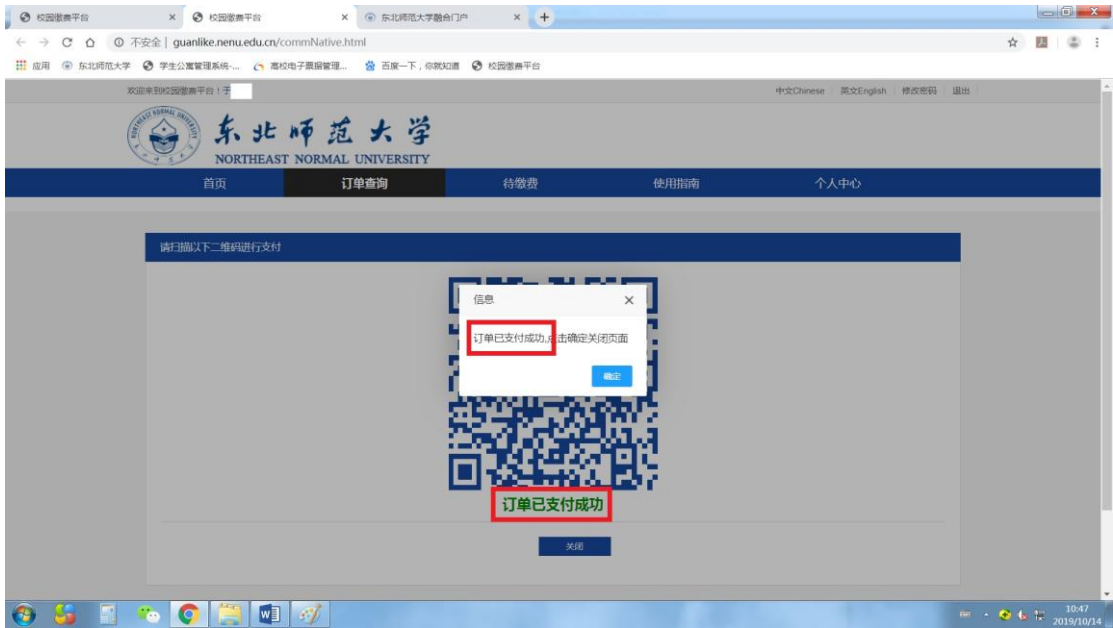 校园缴费平台
校园缴费平台
东北师范大学融合门户
不安全 | guanlike.nenu.edu.cn/commNative.html
应用
东北师范大学
学生公寓管理系统-...
高校电子票据管理...
百度一下，你就知道
校园缴费平台
欢迎来到校园缴费平台！于
中文Chinese
英文English
修改密码
退出
东北师范大学
NORTHEAST NORMAL UNIVERSITY
首页
订单查询
待缴费
使用指南
个人中心
请扫描以下二维码进行支付
信息
订单已支付成功,点击确定关闭页面
确定
订单已支付成功
关闭
10:47
2019/10/14